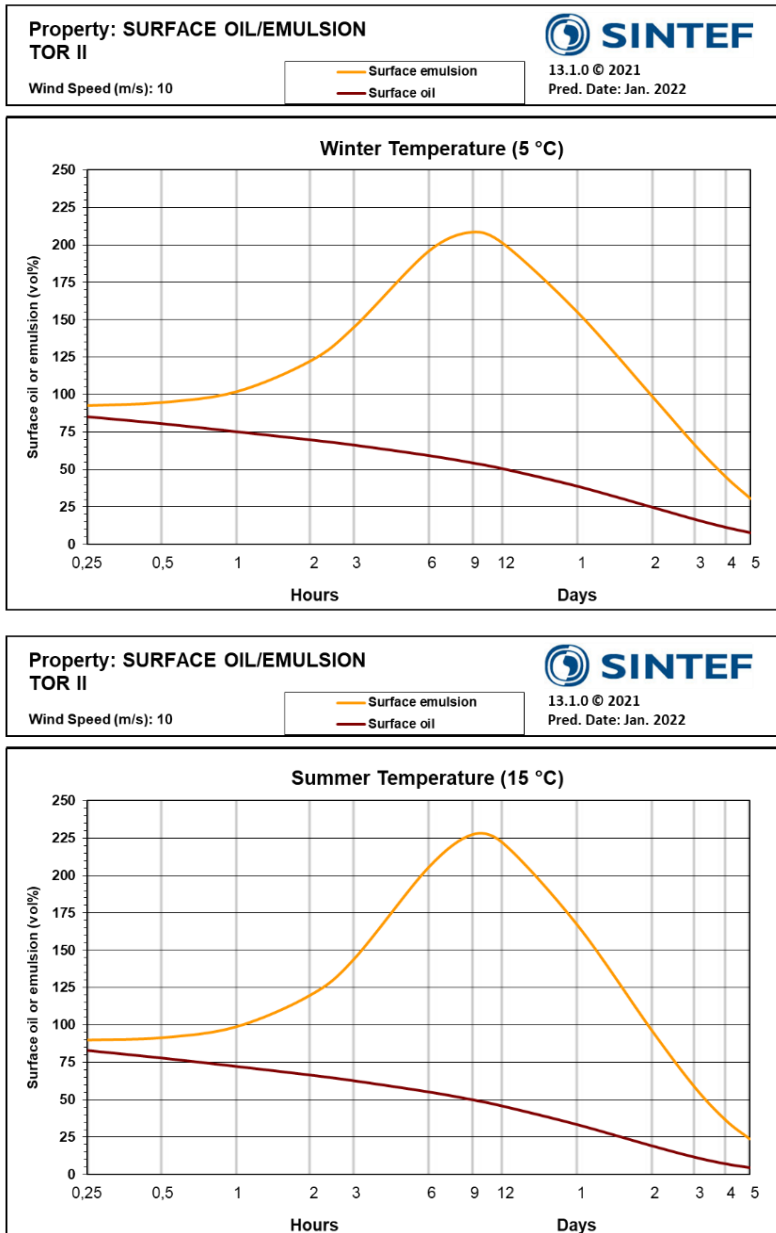 Property: SURFACE OIL/EMULSION
TOR II
Wind Speed (m/s): 10
Surface emulsion
Surface oil
SINTEF
13.1.0 © 2021
Pred. Date: Jan. 2022
Winter Temperature (5 °C)
Surface oil or emulsion (vol%)
250
225
200
175
150
125
100
75
50
25
0
0,25 0,5 1 2 3 6 9 12 1 2 3 4 5
Hours Days
Property: SURFACE OIL/EMULSION
TOR II
Wind Speed (m/s): 10
Surface emulsion
Surface oil
SINTEF
13.1.0 © 2021
Pred. Date: Jan. 2022
Summer Temperature (15 °C)
Surface oil or emulsion (vol%)
250
225
200
175
150
125
100
75
50
25
0
0,25 0,5 1 2 3 6 9 12 1 2 3 4 5
Hours Days